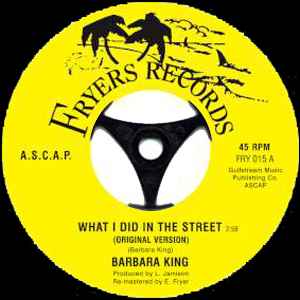 FRYERS RECORDS
A.S.C.A.P.
45 RPM
FRY 015 A
Gulfstream Music
Publishing Co.
ASCAP
WHAT I DID IN THE STREET 2:58
(ORIGINAL VERSION)
(Barbara King)
BARBARA KING
Produced by L. Jamison
Re-mastered by E. Fryer